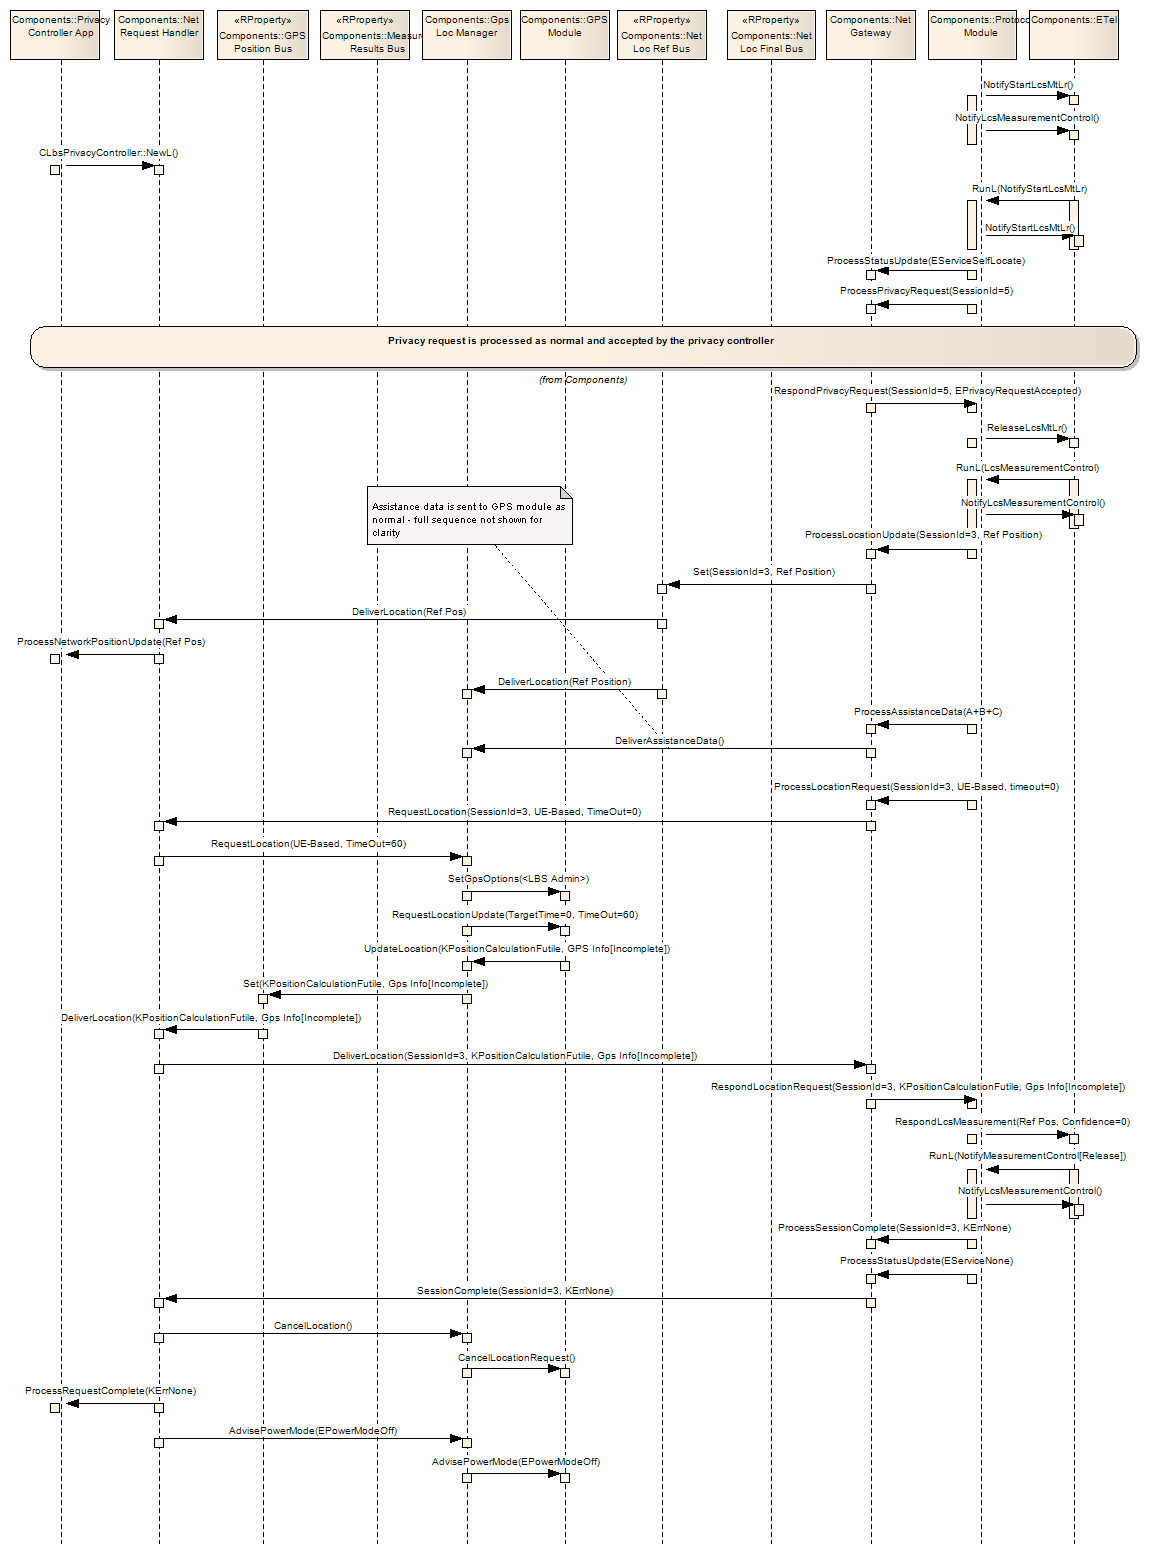 Components::Privacy
Controller App
Components::Net
Request Handler
«RProperty»
Components::GPS
Position Bus
«RProperty»
Components::Measur
Results Bus
Components::Gps
Loc Manager
Components::GPS
Module
«RProperty»
Components::Net
Loc Ref Bus
«RProperty»
Components::Net
Loc Final Bus
Components::Net
Gateway
Components::Protoco
Module
Components::ETel
NotifyStartLcsMtLr()
NotifyLcsMeasurementControl()
CLbsPrivacyController::NewL()
RunL(NotifyStartLcsMtLr)
NotifyStartLcsMtLr()
ProcessStatusUpdate(EServiceSelfLocate)
ProcessPrivacyRequest(SessionId=5)
Privacy request is processed as normal and accepted by the privacy controller
(from Components)
RespondPrivacyRequest(SessionId=5, EPrivacyRequestAccepted)
ReleaseLcsMtLr()
RunL(LcsMeasurementControl)
Assistance data is sent to GPS module as
normal - full sequence not shown for
clarity
NotifyLcsMeasurementControl()
ProcessLocationUpdate(SessionId=3, Ref Position)
Set(SessionId=3, Ref Position)
DeliverLocation(Ref Pos)
ProcessNetworkPositionUpdate(Ref Pos)
DeliverLocation(Ref Position)
ProcessAssistanceData(A+B+C)
DeliverAssistanceData()
ProcessLocationRequest(SessionId=3, UE-Based, timeout=0)
RequestLocation(SessionId=3, UE-Based, TimeOut=0)
RequestLocation(UE-Based, TimeOut=60)
SetGpsOptions(<LBS Admin>)
RequestLocationUpdate(TargetTime=0, TimeOut=60)
UpdateLocation(KPositionCalculationFutile, GPS Info[Incomplete])
Set(KPositionCalculationFutile, Gps Info[Incomplete])
DeliverLocation(KPositionCalculationFutile, Gps Info[Incomplete])
DeliverLocation(SessionId=3, KPositionCalculationFutile, Gps Info[Incomplete])
RespondLocationRequest(SessionId=3, KPositionCalculationFutile, Gps Info[Incomplete])
RespondLcsMeasurement(Ref Pos, Confidence=0)
RunL(NotifyMeasurementControl[Release])
NotifyLcsMeasurementControl()
ProcessSessionComplete(SessionId=3, KErrNone)
ProcessStatusUpdate(EServiceNone)
SessionComplete(SessionId=3, KErrNone)
CancelLocation()
CancelLocationRequest()
ProcessRequestComplete(KErrNone)
AdvisePowerMode(EPowerModeOff)
AdvisePowerMode(EPowerModeOff)